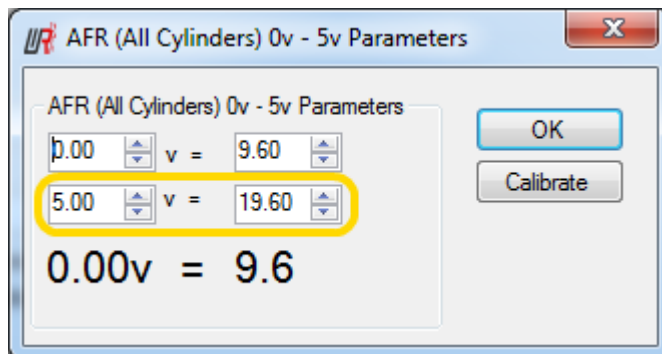 AFR (All Cylinders) 0v - 5v Parameters
AFR (All Cylinders) 0v - 5v Parameters
0.00 v = 9.60
5.00 v = 19.60
0.00v = 9.6
OK
Calibrate